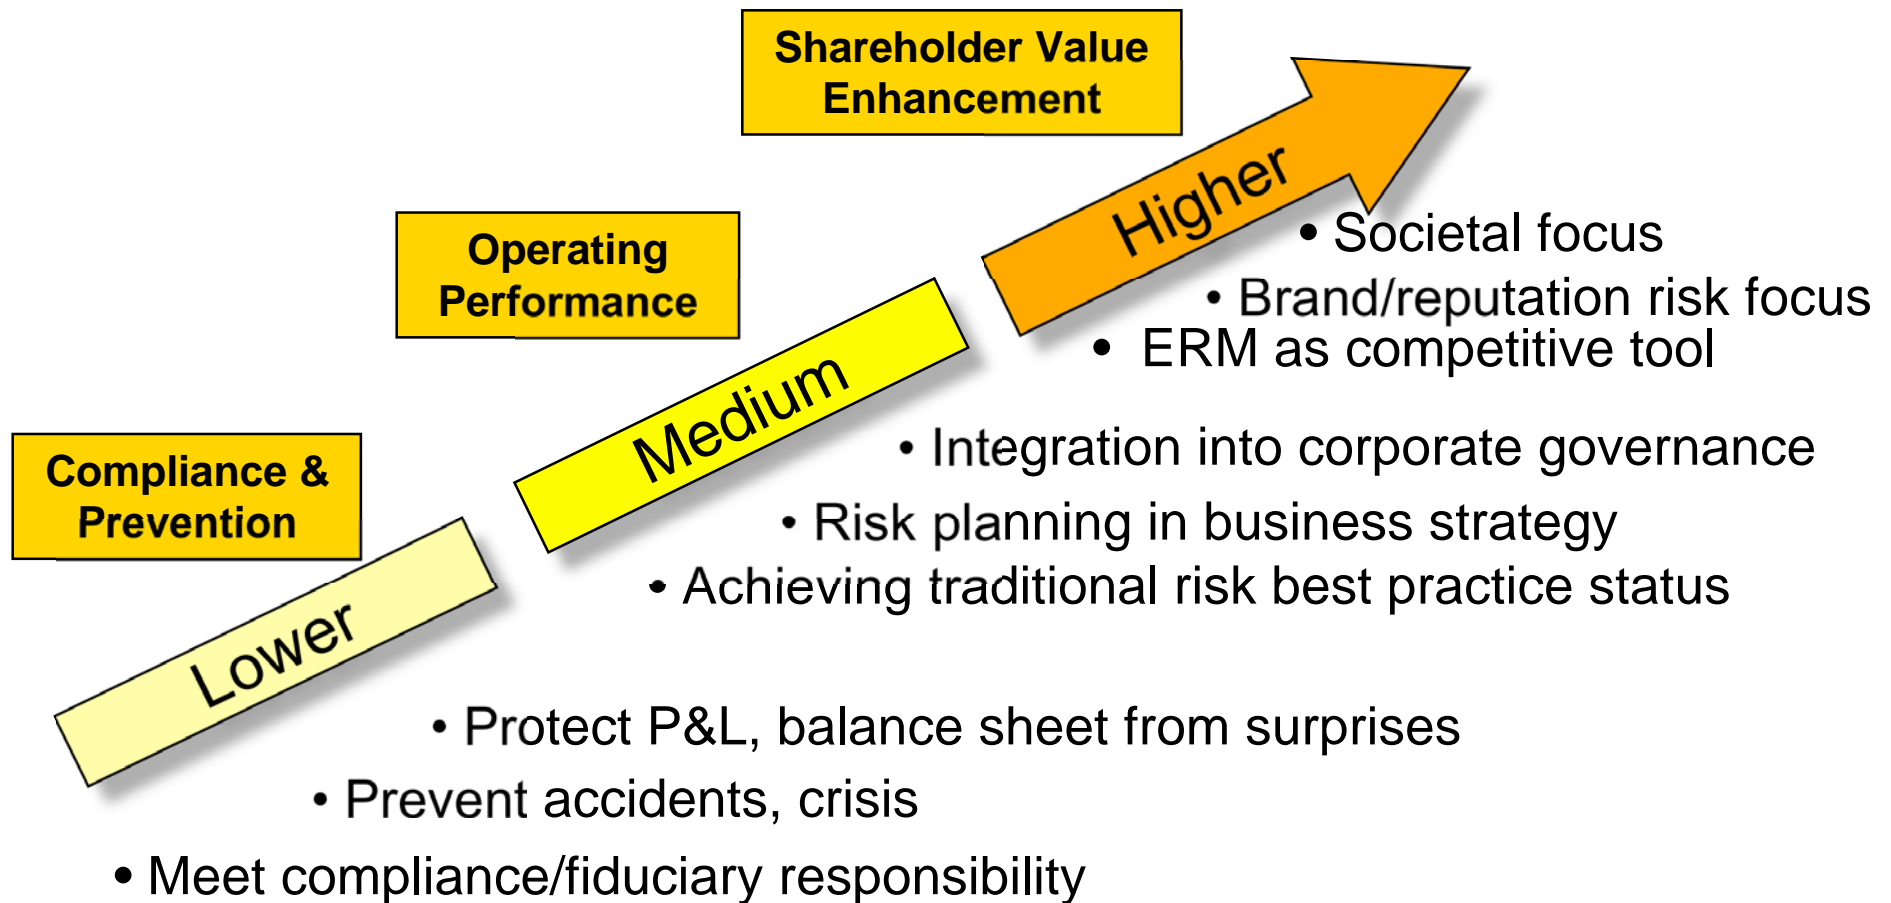 Shareholder Value
Enhancement
Higher
• Societal focus
• Brand/reputation risk focus
• ERM as competitive tool
Operating
Performance
Medium
• Integration into corporate governance
• Risk planning in business strategy
• Achieving traditional risk best practice status
Compliance &
Prevention
Lower
• Protect P&L, balance sheet from surprises
• Prevent accidents, crisis
• Meet compliance/fiduciary responsibility